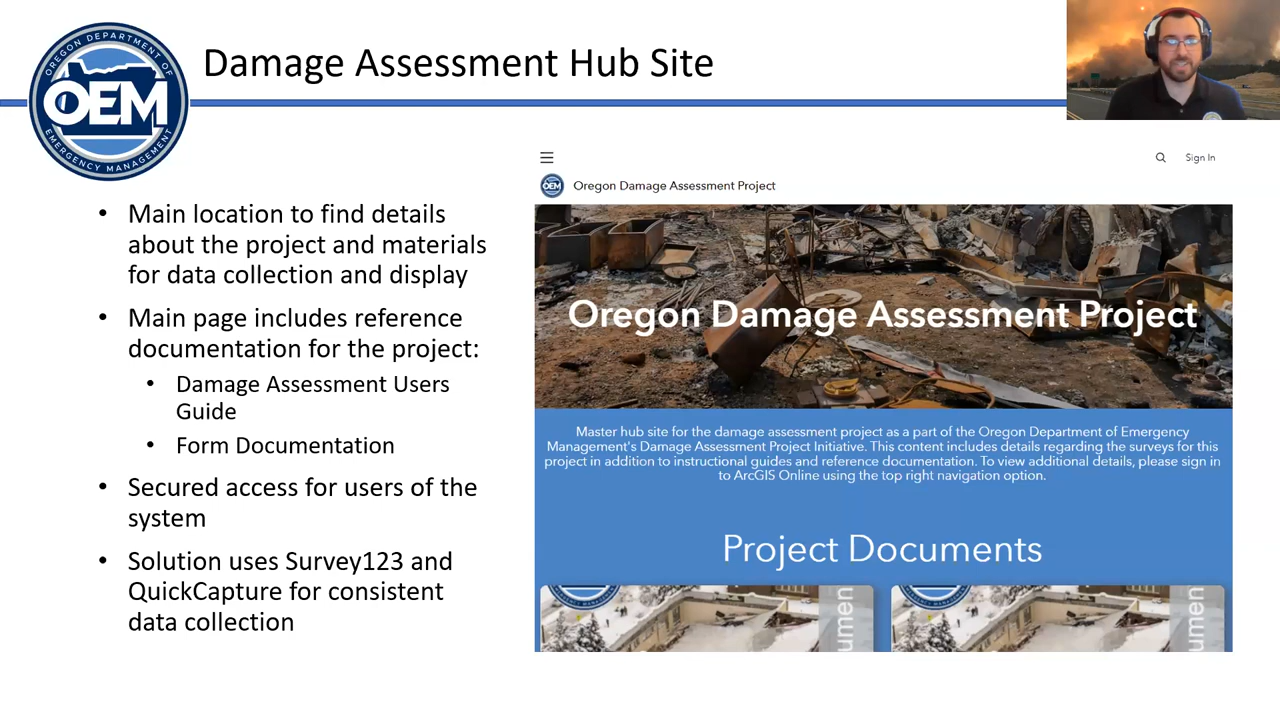 OREGON DEPARTMENT OF
OEM
EMERGENCY MANAGEMENT
Damage Assessment Hub Site
• Main location to find details
about the project and materials
for data collection and display
• Main page includes reference
documentation for the project:
• Damage Assessment Users
Guide
• Form Documentation
• Secured access for users of the
system
• Solution uses Survey123 and
QuickCapture for consistent
data collection
Sign In
OEM
Oregon Damage Assessment Project
Oregon Damage Assessment Project
Master hub site for the damage assessment project as a part of the Oregon Department of Emergency
Management's Damage Assessment Project Initiative. This content includes details regarding the surveys for this
project in addition to instructional guides and reference documentation. To view additional details, please sign in
to ArcGIS Online using the top right navigation option.
Project Documents